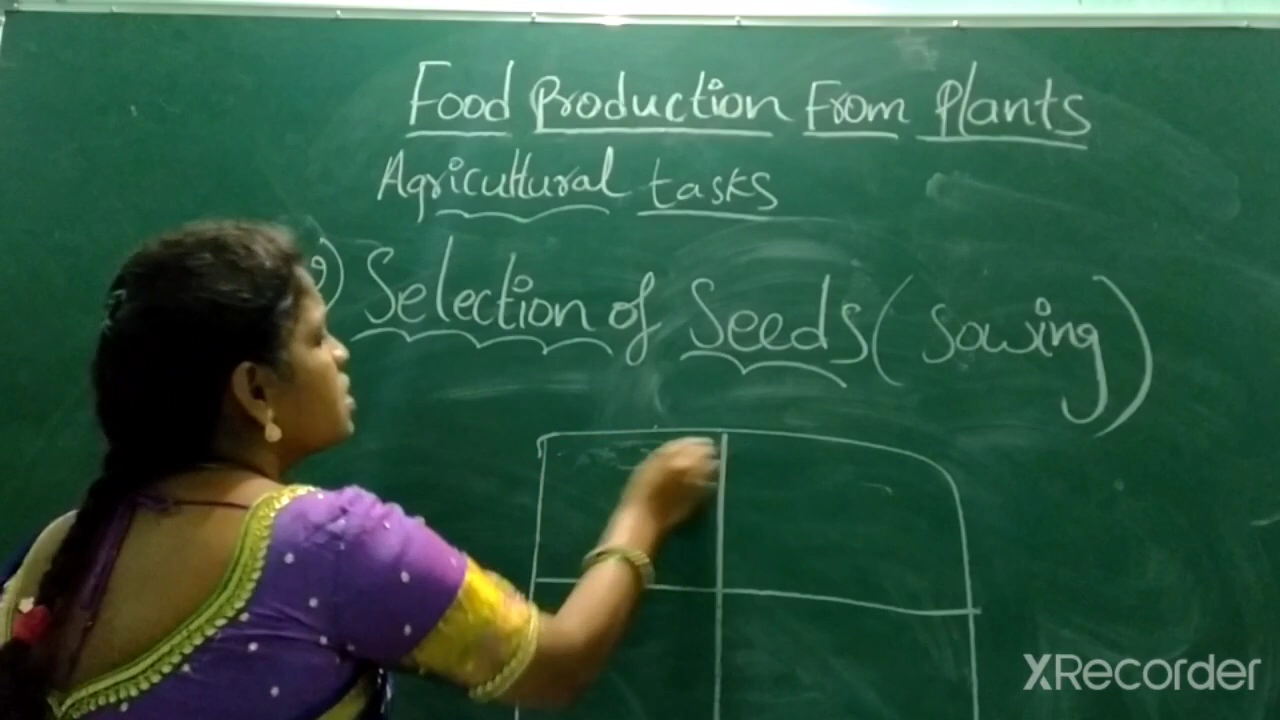 Food Production From Plants
Agricultural tasks
Selection of Seeds (Sowing)
XRecorder